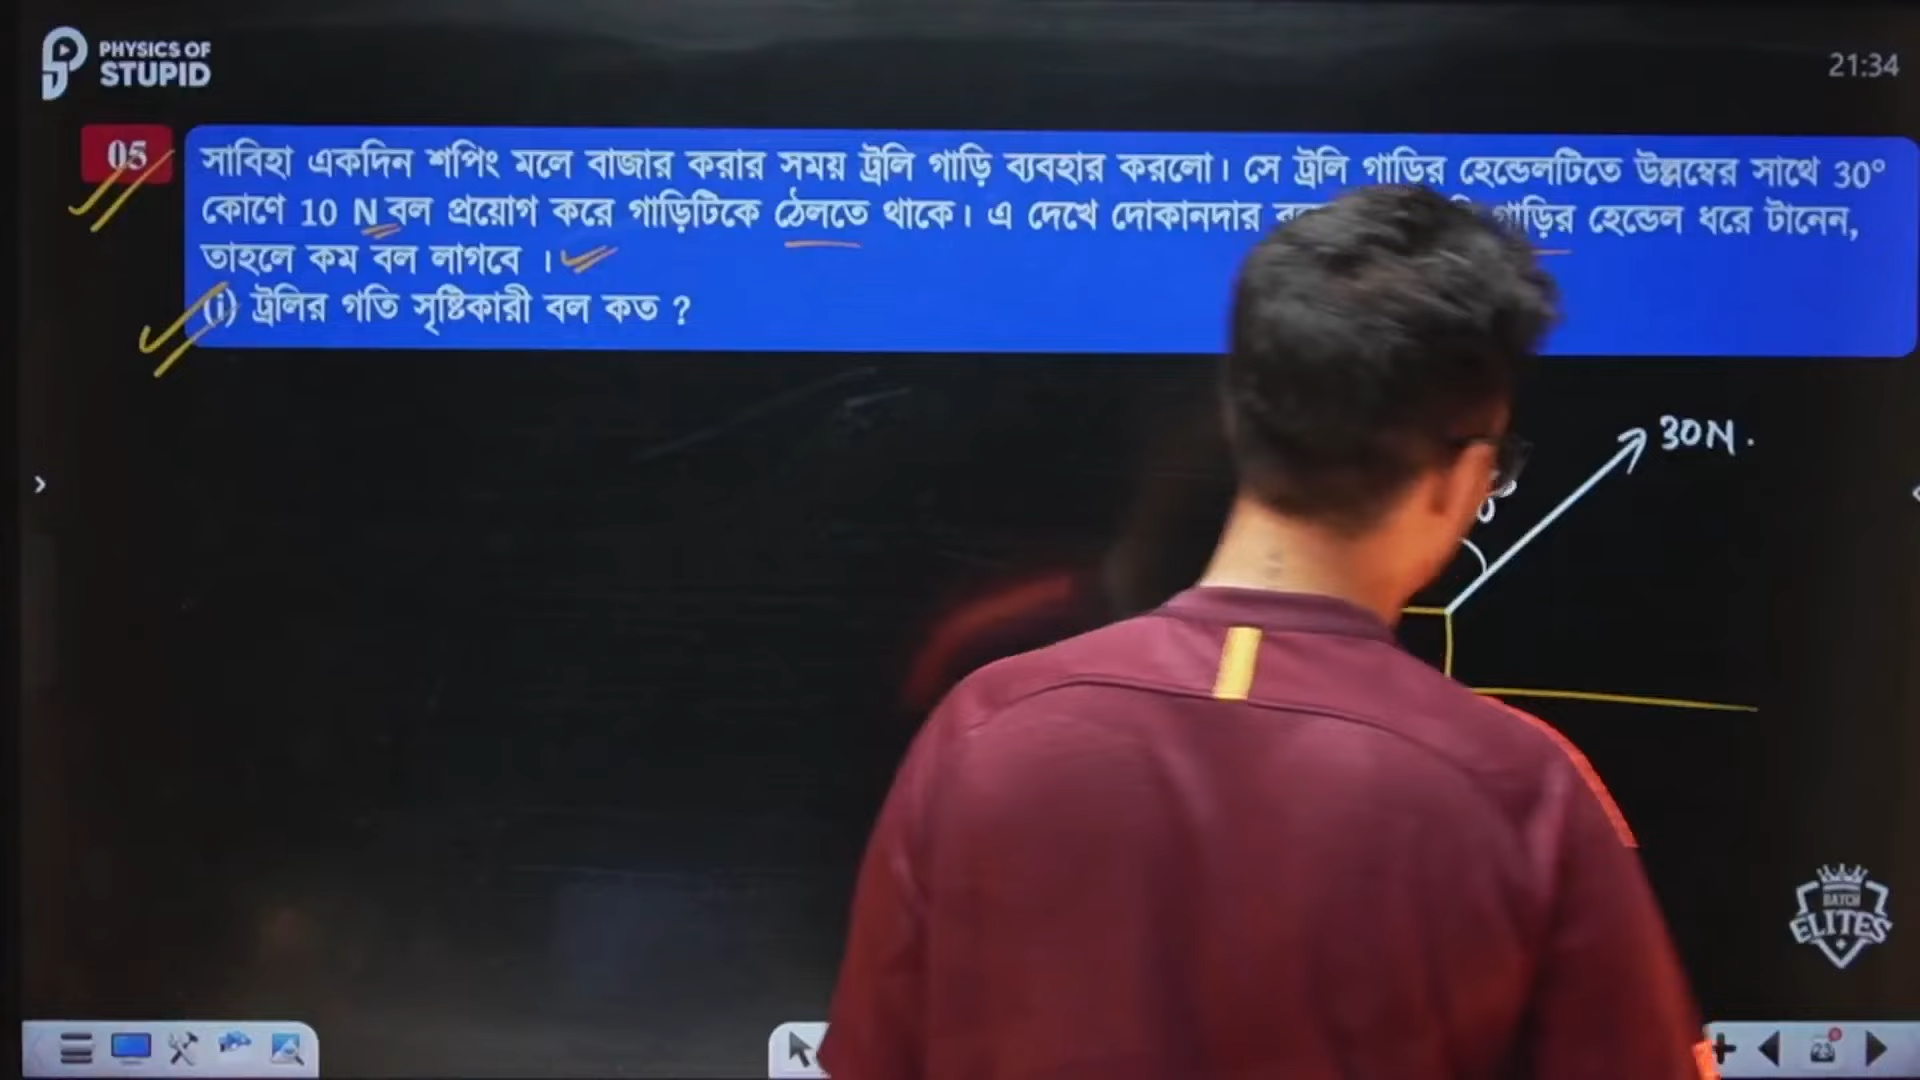 PHYSICS OF
STUPID
21:34
05
সাবিহা একদিন শপিং মলে বাজার করার সময় ট্রলি গাড়ি ব্যবহার করলো। সে ট্রলি গাড়ির হেন্ডেলটিতে উল্লম্বের সাথে 30°
কোণে 10 N বল প্রয়োগ করে গাড়িটিকে ঠেলতে থাকে। এ দেখে দোকানদার গাড়ির হেন্ডেল ধরে টানেন,
তাহলে কম বল লাগবে ।
(i) ট্রলির গতি সৃষ্টিকারী বল কত ?
30N.
BATCH
ELITES
23